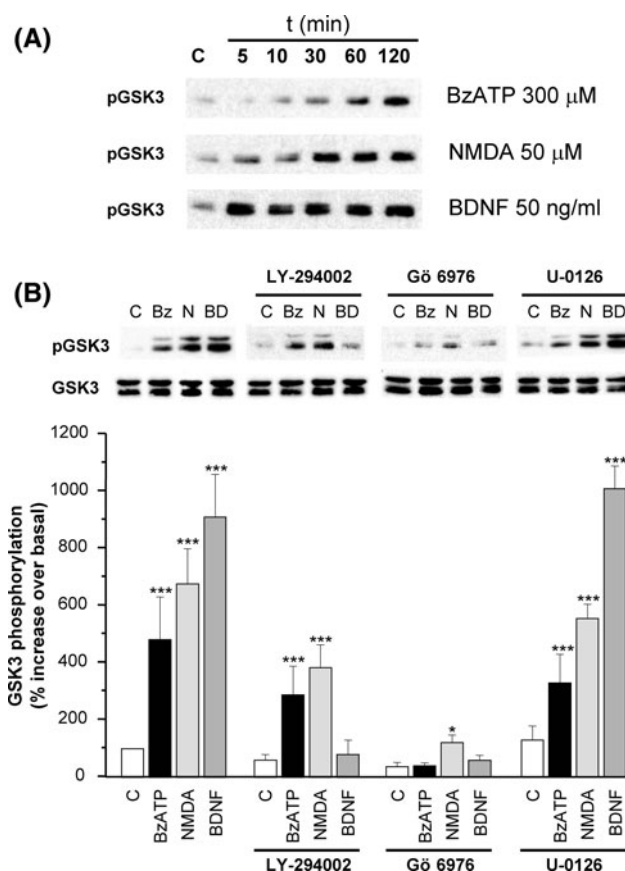 (A)
t (min)
C 5 10 30 60 120
pGSK3 BzATP 300 μM
pGSK3 NMDA 50 μM
pGSK3 BDNF 50 ng/ml
(B)
LY-294002 Gö 6976 U-0126
C Bz N BD C Bz N BD C Bz N BD C Bz N BD
pGSK3
GSK3
GSK3 phosphorylation
(% increase over basal)
1200
1000
800
600
400
200
0
*** *** *** *** *** * *** *** ***
C BzATP NMDA BDNF C BzATP NMDA BDNF C BzATP NMDA BDNF C BzATP NMDA BDNF
LY-294002 Gö 6976 U-0126